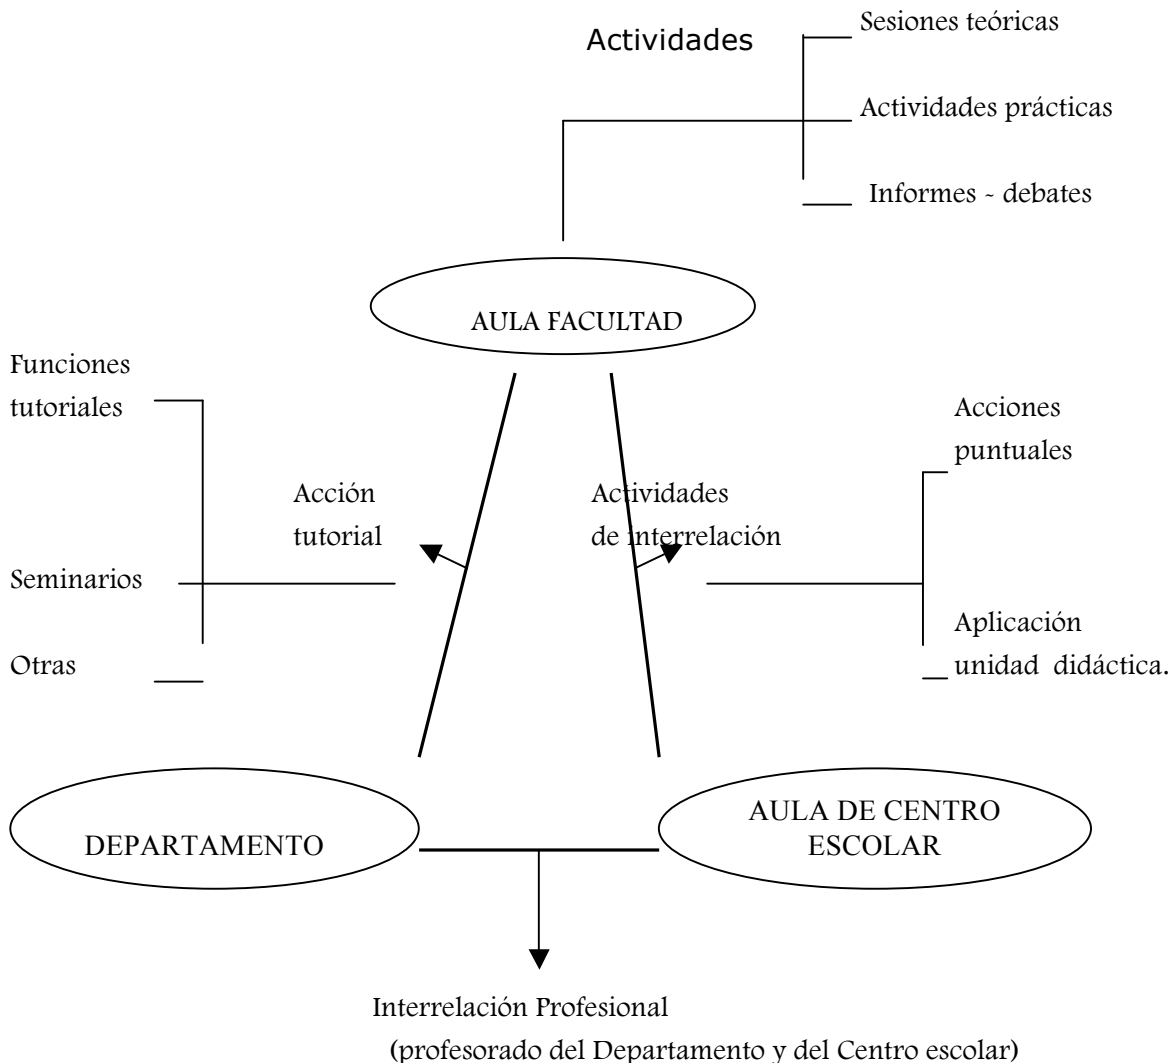 Actividades
Sesiones teóricas
Actividades prácticas
Informes - debates
AULA FACULTAD
Funciones
tutoriales
Seminarios
Otras
Acción
tutorial
Actividades
de interrelación
Acciones
puntuales
Aplicación
unidad didáctica.
DEPARTAMENTO
AULA DE CENTRO
ESCOLAR
Interrelación Profesional
(profesorado del Departamento y del Centro escolar)